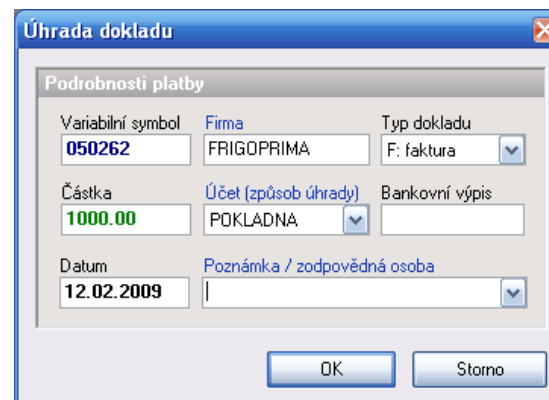 Úhrada dokladu
Podrobnosti platby
Variabilní symbol Firma Typ dokladu
050262 FRIGOPRIMA F: faktura
Částka Účet (způsob úhrady) Bankovní výpis
1000.00 POKLADNA
Datum Poznámka / zodpovědná osoba
12.02.2009
OK Storno